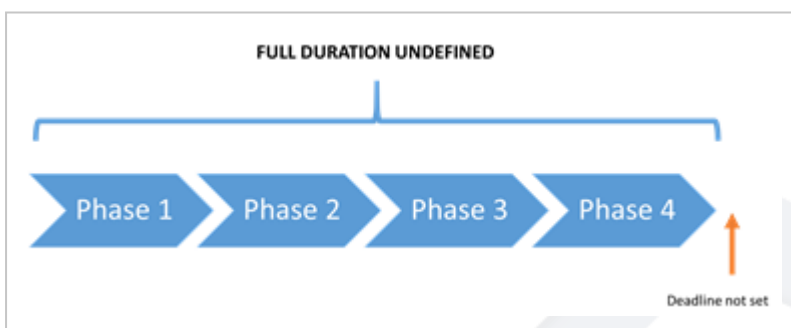 FULL DURATION UNDEFINED
Phase 1
Phase 2
Phase 3
Phase 4
Deadline not set